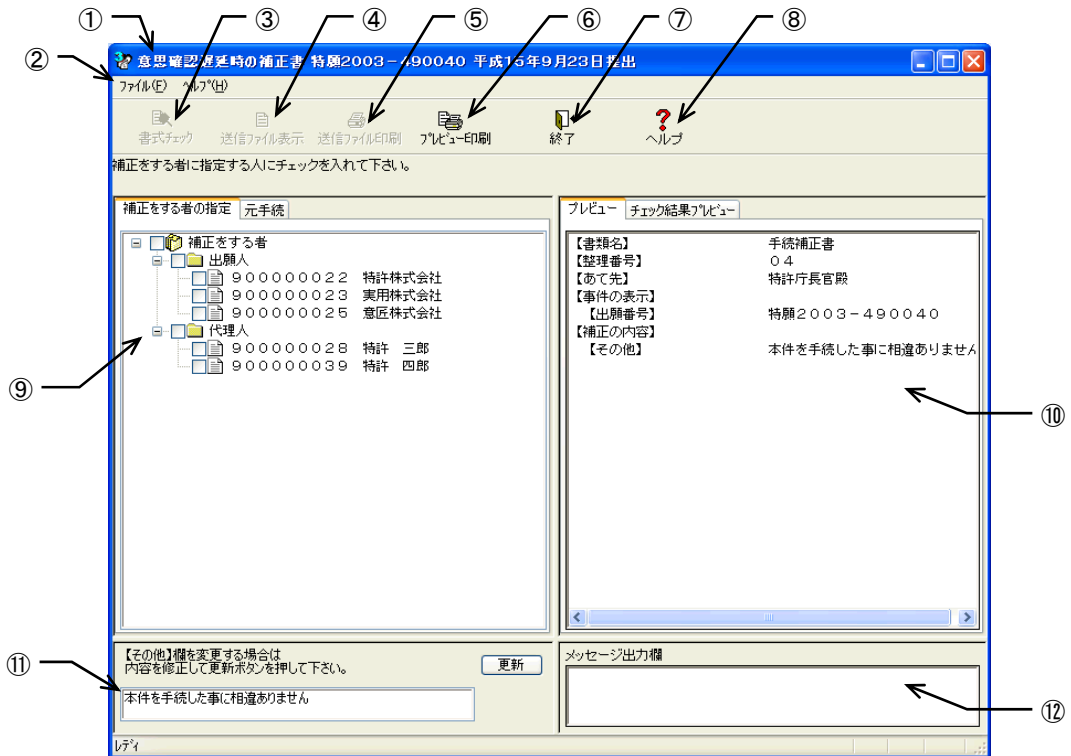 ① ③ ④ ⑤ ⑥ ⑦ ⑧
意思確認遅延時の補正書 特願2003-490040 平成15年9月23日提出
②
ファイル(F) ヘルプ(H)
書式チェック 送信ファイル表示 送信ファイル印刷 プレビュー印刷 終了 ヘルプ
補正をする者に指定する人にチェックを入れて下さい。
補正をする者の指定 元手続
補正をする者
出願人
900000022 特許株式会社
900000023 実用株式会社
900000025 意匠株式会社
代理人
900000028 特許 三郎
900000039 特許 四郎
⑨
プレビュー チェック結果プレビュー
【書類名】 手続補正書
【整理番号】 04
【あて先】 特許庁長官殿
【事件の表示】
【出願番号】 特願2003-490040
【補正の内容】
【その他】 本件を手続した事に相違ありません
⑩
⑪
【その他】欄を変更する場合は
内容を修正して更新ボタンを押して下さい。
更新
本件を手続した事に相違ありません
メッセージ出力欄
⑫
レディ